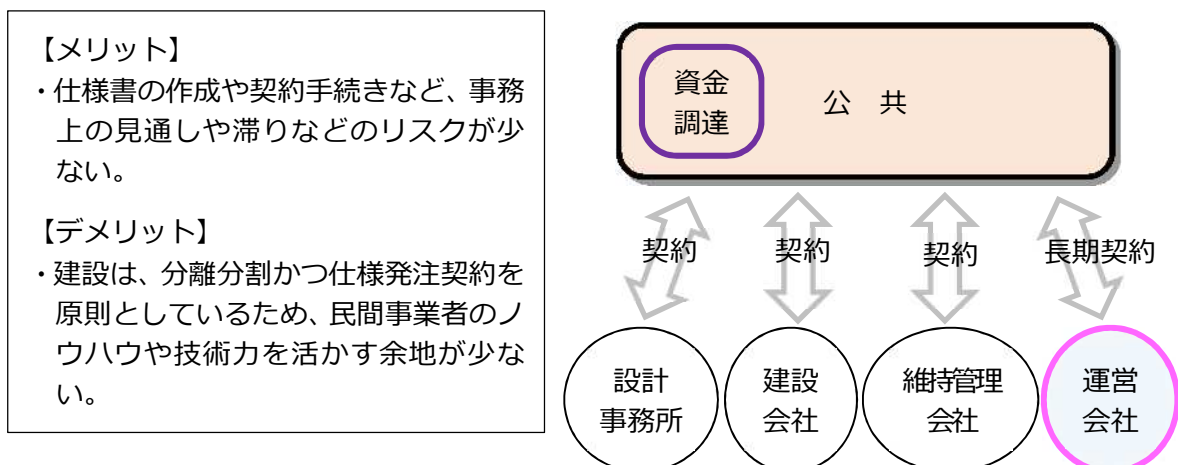 【メリット】
・仕様書の作成や契約手続きなど、事務
上の見通しや滞りなどのリスクが少
ない。
【デメリット】
・建設は、分離分割かつ仕様発注契約を
原則としているため、民間事業者のノ
ウハウや技術力を活かす余地が少な
い。
資金
調達
公 共
契約
契約
契約
長期契約
設計
事務所
建設
会社
維持管理
会社
運営
会社